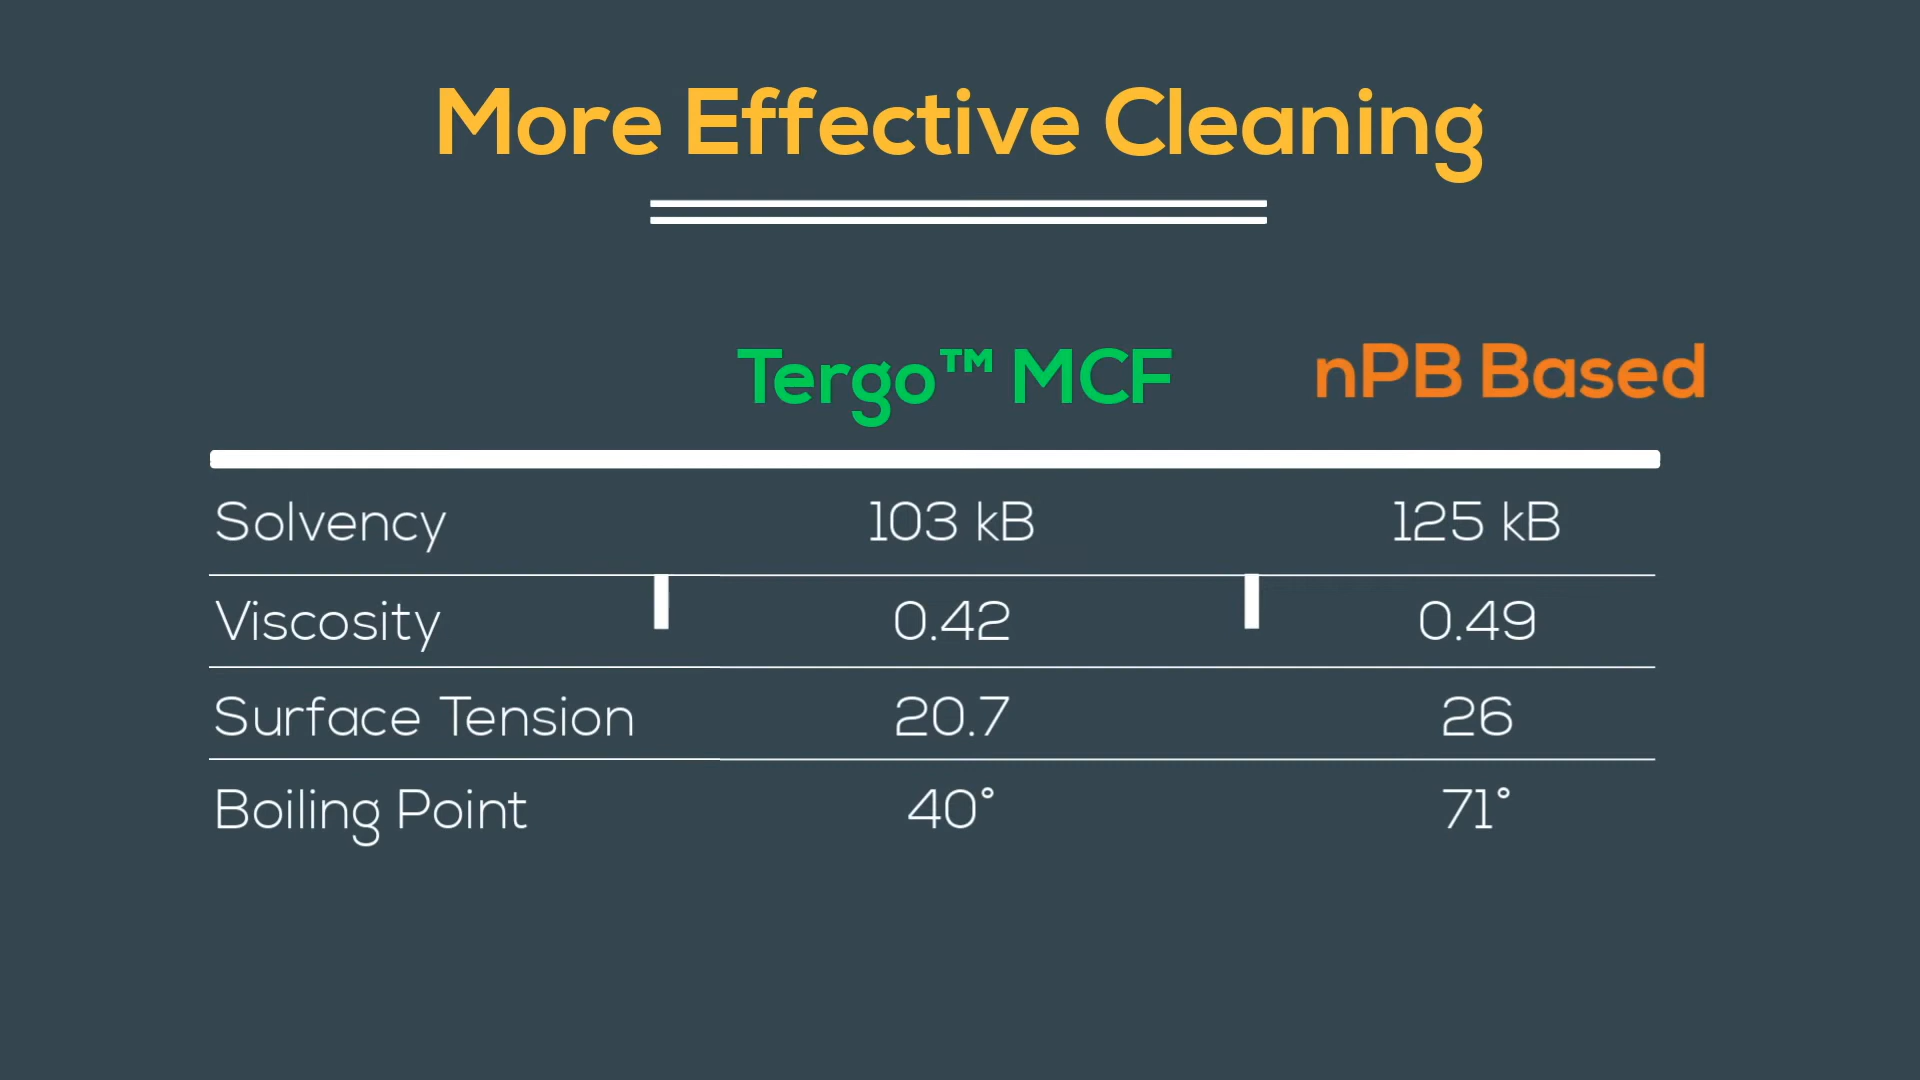 More Effective Cleaning
Tergo™ MCF nPB Based
Solvency 103 kB 125 kB
Viscosity 0.42 0.49
Surface Tension 20.7 26
Boiling Point 40° 71°